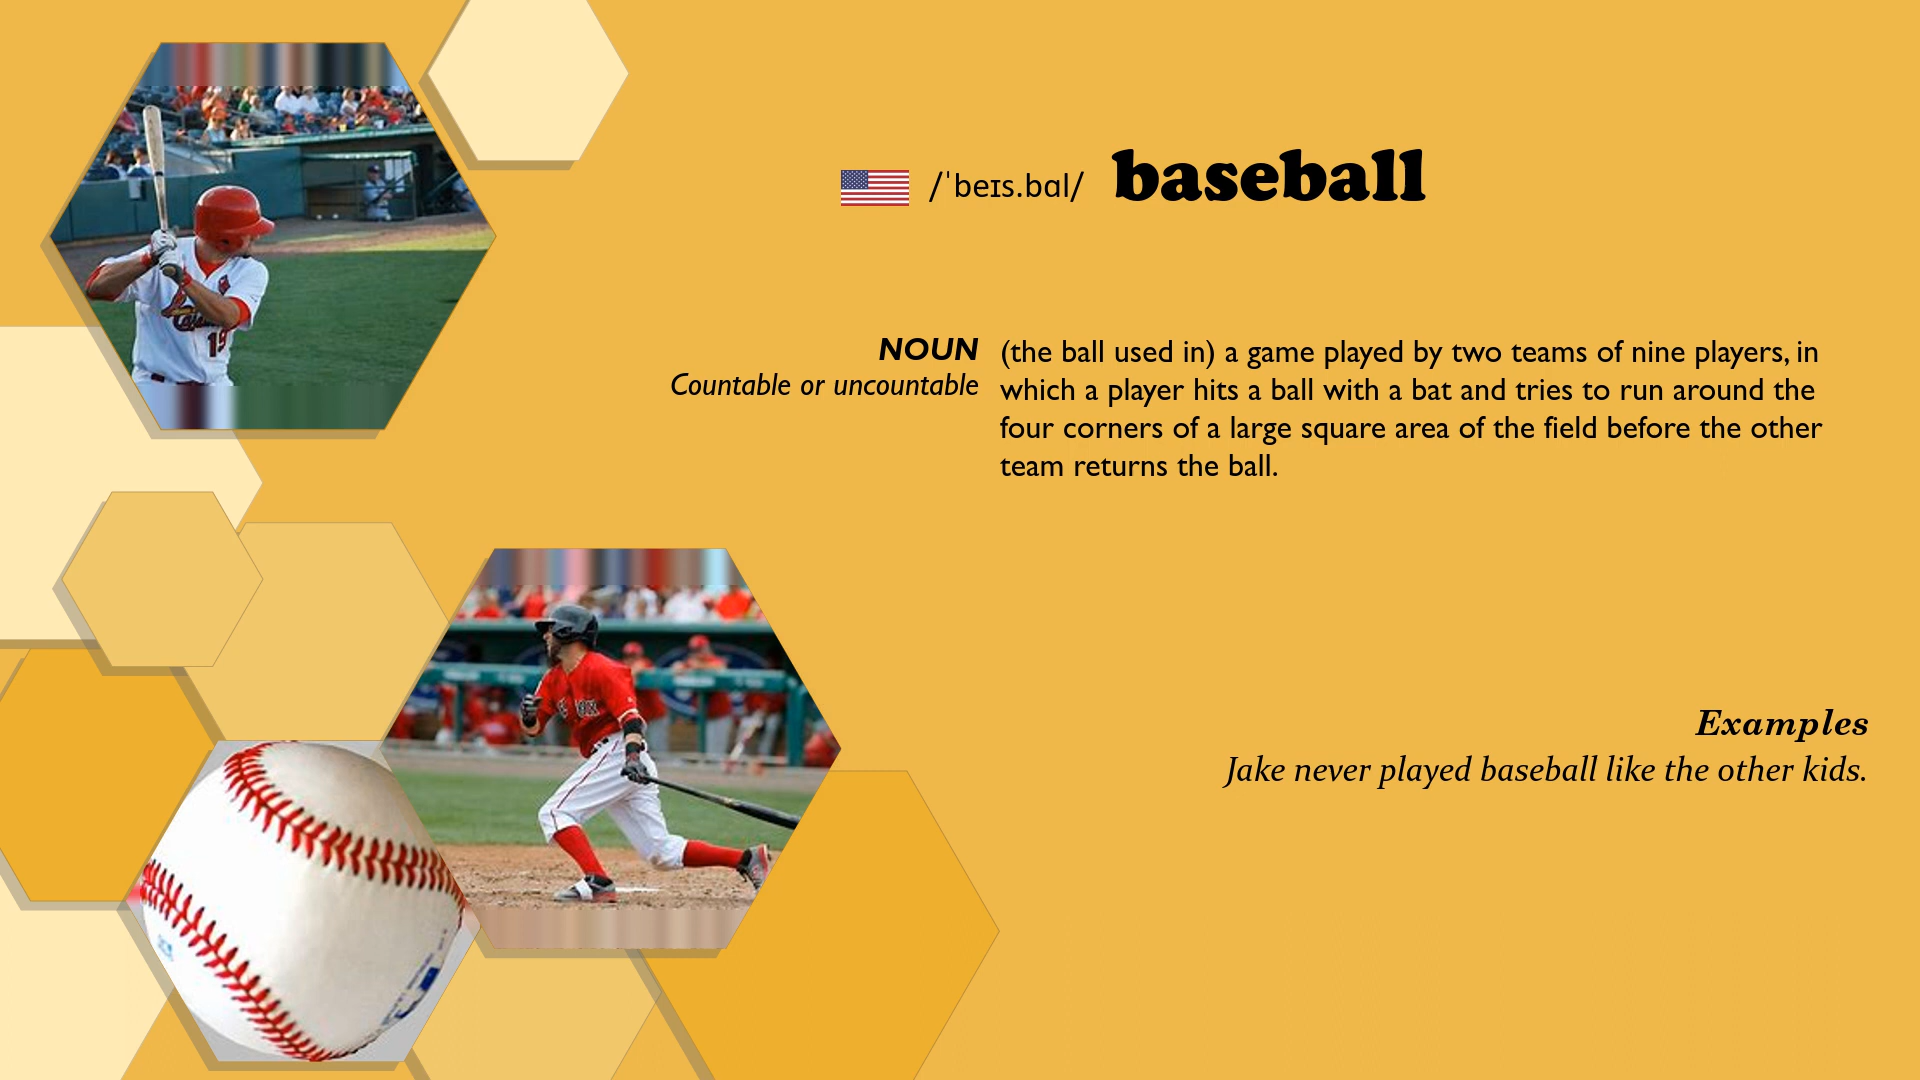 /ˈbeɪs.bɑl/ baseball
NOUN
Countable or uncountable
(the ball used in) a game played by two teams of nine players, in
which a player hits a ball with a bat and tries to run around the
four corners of a large square area of the field before the other
team returns the ball.
19
Examples
Jake never played baseball like the other kids.